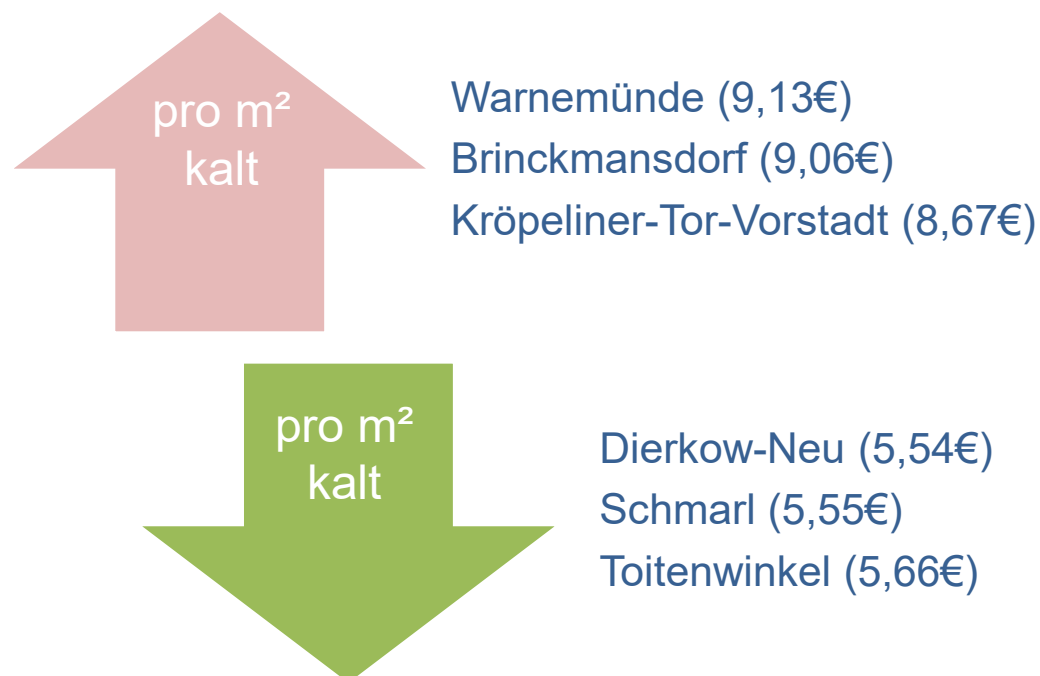 pro m²
kalt
Warnemünde (9,13€)
Brinckmansdorf (9,06€)
Kröpeliner-Tor-Vorstadt (8,67€)
pro m²
kalt
Dierkow-Neu (5,54€)
Schmarl (5,55€)
Toitenwinkel (5,66€)